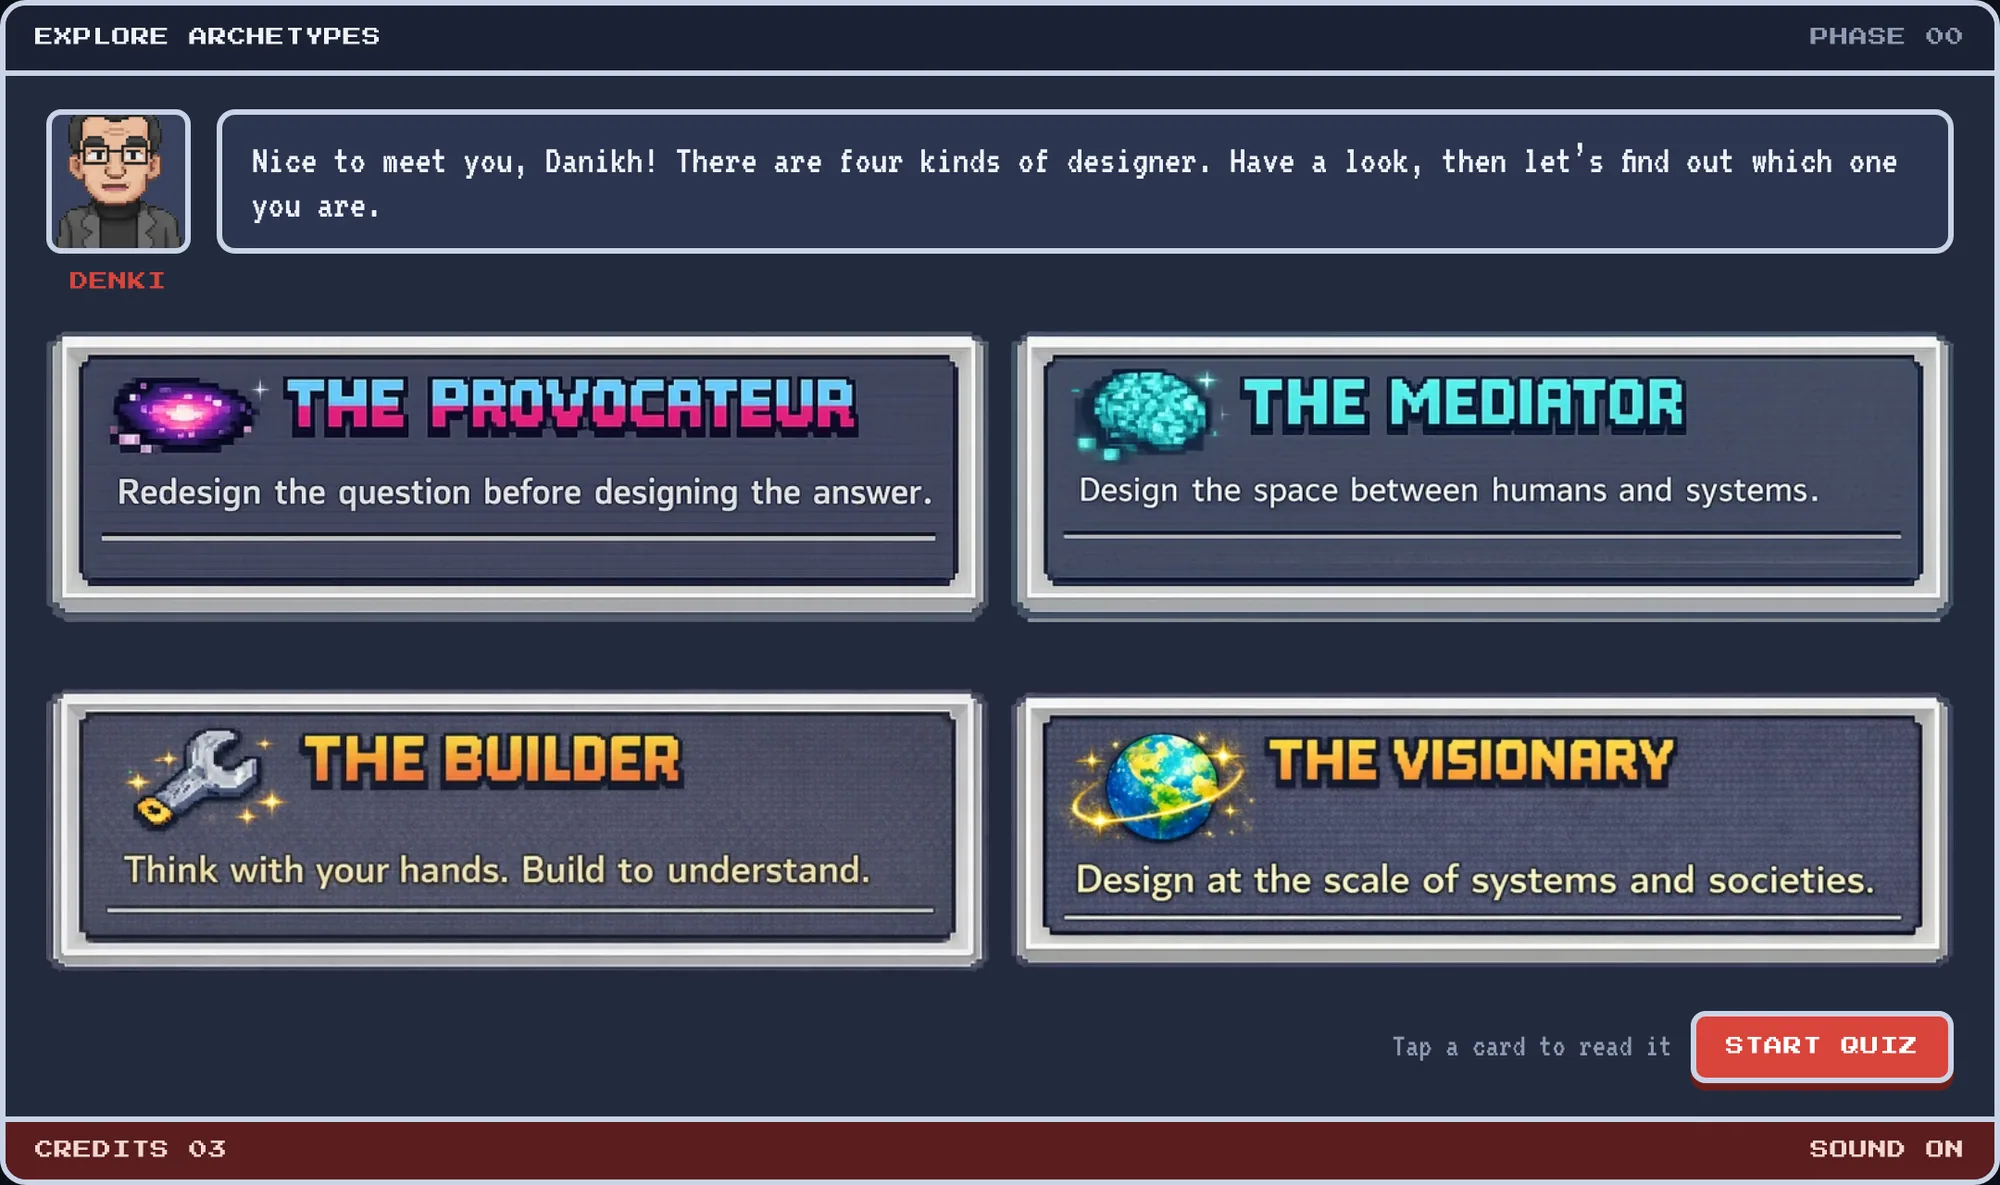 EXPLORE ARCHETYPES
PHASE 00
Nice to meet you, Danikh! There are four kinds of designer. Have a look, then let's find out which one
you are.
DENKI
THE PROVOCATEUR
Redesign the question before designing the answer.
THE MEDIATOR
Design the space between humans and systems.
THE BUILDER
Think with your hands. Build to understand.
THE VISIONARY
Design at the scale of systems and societies.
Tap a card to read it
START QUIZ
CREDITS 03
SOUND ON